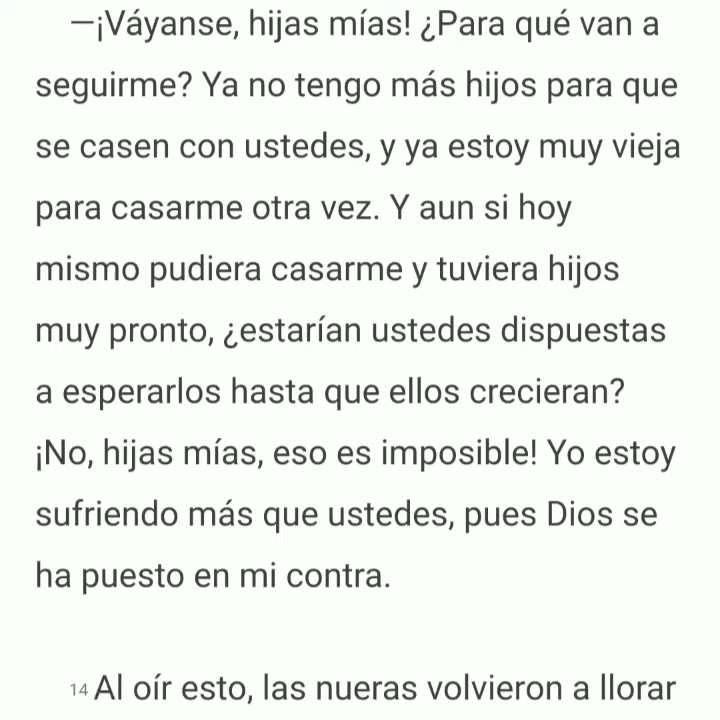 —¡Váyanse, hijas mías! ¿Para qué van a
seguirme? Ya no tengo más hijos para que
se casen con ustedes, y ya estoy muy vieja
para casarme otra vez. Y aun si hoy
mismo pudiera casarme y tuviera hijos
muy pronto, ¿estarían ustedes dispuestas
a esperarlos hasta que ellos crecieran?
¡No, hijas mías, eso es imposible! Yo estoy
sufriendo más que ustedes, pues Dios se
ha puesto en mi contra.
14 Al oír esto, las nueras volvieron a llorar